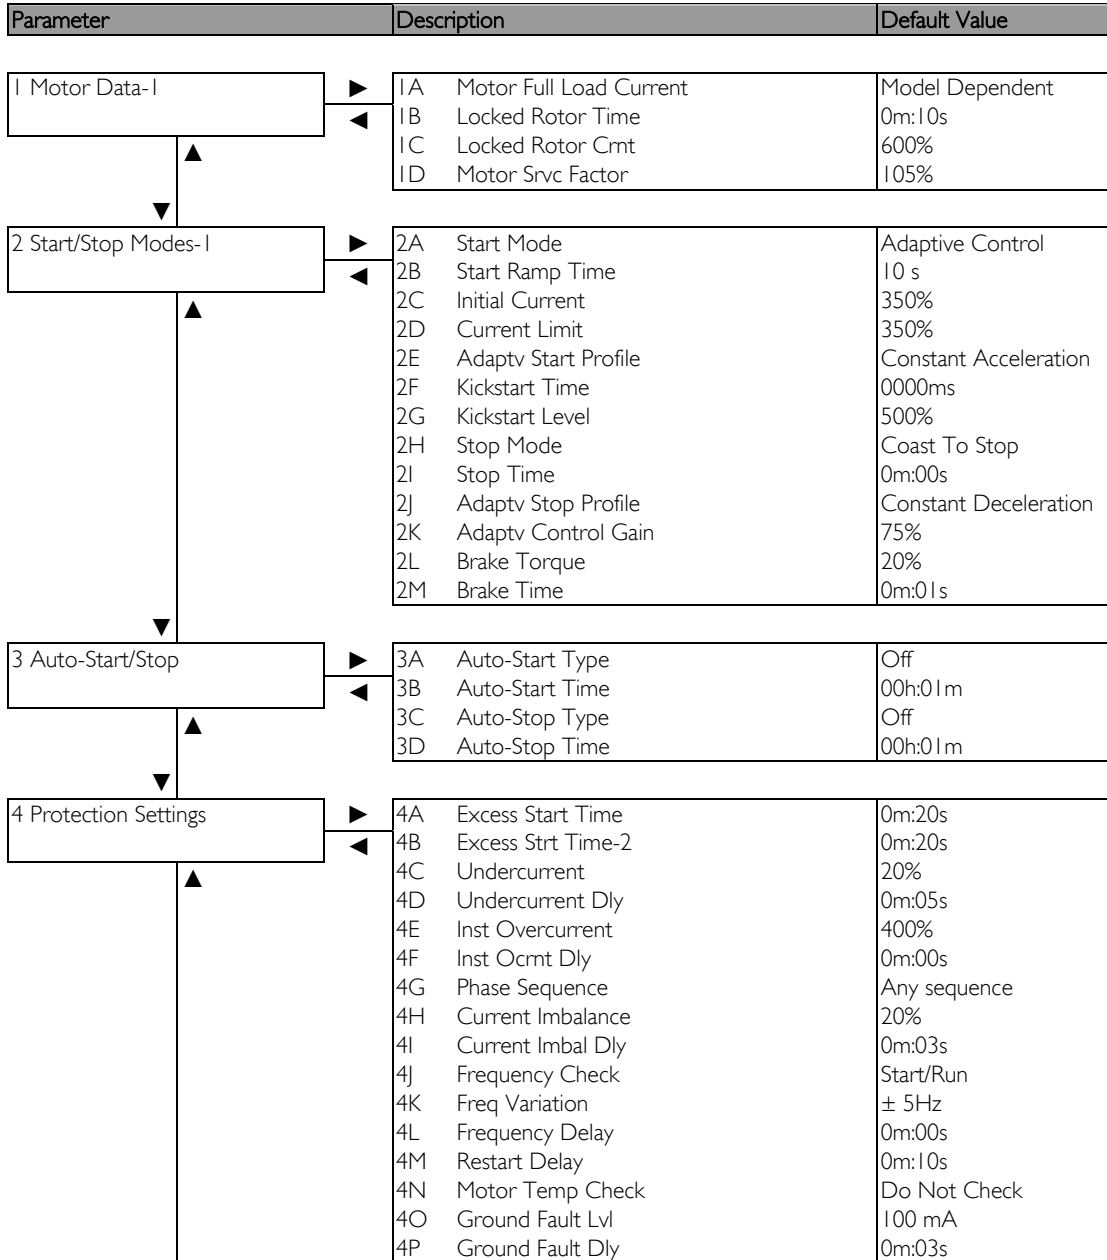 Parameter Description Default Value
1 Motor Data-1 ► 1A Motor Full Load Current Model Dependent
◄ 1B Locked Rotor Time 0m:10s
1C Locked Rotor Crnt 600%
▲ 1D Motor Srvc Factor 105%
▼
2 Start/Stop Modes-1 ► 2A Start Mode Adaptive Control
◄ 2B Start Ramp Time 10 s
▲ 2C Initial Current 350%
2D Current Limit 350%
2E Adaptv Start Profile Constant Acceleration
2F Kickstart Time 0000ms
2G Kickstart Level 500%
2H Stop Mode Coast To Stop
2I Stop Time 0m:00s
2J Adaptv Stop Profile Constant Deceleration
2K Adaptv Control Gain 75%
2L Brake Torque 20%
2M Brake Time 0m:01s
▼
3 Auto-Start/Stop ► 3A Auto-Start Type Off
◄ 3B Auto-Start Time 00h:01m
▲ 3C Auto-Stop Type Off
3D Auto-Stop Time 00h:01m
▼
4 Protection Settings ► 4A Excess Start Time 0m:20s
◄ 4B Excess Strt Time-2 0m:20s
▲ 4C Undercurrent 20%
4D Undercurrent Dly 0m:05s
4E Inst Overcurrent 400%
4F Inst Ocrnt Dly 0m:00s
4G Phase Sequence Any sequence
4H Current Imbalance 20%
4I Current Imbal Dly 0m:03s
4J Frequency Check Start/Run
4K Freq Variation ± 5Hz
4L Frequency Delay 0m:00s
4M Restart Delay 0m:10s
4N Motor Temp Check Do Not Check
4O Ground Fault Lvl 100 mA
4P Ground Fault Dly 0m:03s